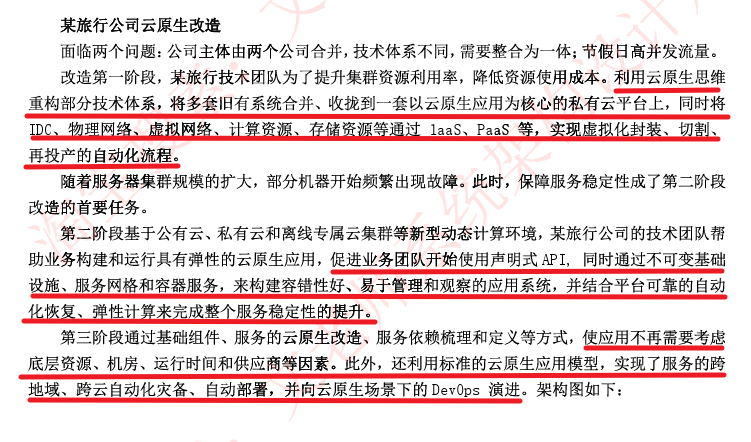 某旅行公司云原生改造
面临两个问题：公司主体由两个公司合并，技术体系不同，需要整合为一体；节假日高并发流量。
改造第一阶段，某旅行技术团队为了提升集群资源利用率，降低资源使用成本。利用云原生思维
重构部分技术体系，将多套旧有系统合并、收拢到一套以云原生应用为核心的私有云平台上，同时将
IDC、物理网络、虚拟网络、计算资源、存储资源等通过 laaS、PaaS 等，实现虚拟化封装、切割、
再投产的自动化流程。
随着服务器集群规模的扩大，部分机器开始频繁出现故障。此时，保障服务稳定性成了第二阶段
改造的首要任务。
第二阶段基于公有云、私有云和离线专属云集群等新型动态计算环境，某旅行公司的技术团队帮
助业务构建和运行具有弹性的云原生应用，促进业务团队开始使用声明式 API, 同时通过不可变基础
设施、服务网格和容器服务，来构建容错性好、易于管理和观察的应用系统，并结合平台可靠的自动
化恢复、弹性计算来完成整个服务稳定性的提升。
第三阶段通过基础组件、服务的云原生改造、服务依赖梳理和定义等方式，使应用不再需要考虑
底层资源、机房、运行时间和供应商等因素。此外，还利用标准的云原生应用模型，实现了服务的跨
地域、跨云自动化灾备、自动部署，并向云原生场景下的 DevOps 演进。架构图如下：